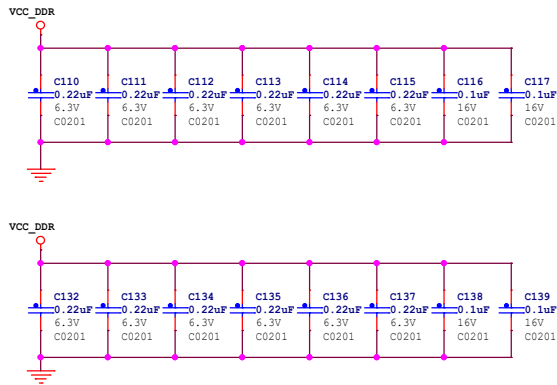 VCC_DDR
C110 C111 C112 C113 C114 C115 C116 C117
0.22uF 0.22uF 0.22uF 0.22uF 0.22uF 0.22uF 0.1uF 0.1uF
6.3V 6.3V 6.3V 6.3V 6.3V 6.3V 16V 16V
C0201 C0201 C0201 C0201 C0201 C0201 C0201 C0201
VCC_DDR
C132 C133 C134 C135 C136 C137 C138 C139
0.22uF 0.22uF 0.22uF 0.22uF 0.22uF 0.22uF 0.1uF 0.1uF
6.3V 6.3V 6.3V 6.3V 6.3V 6.3V 16V 16V
C0201 C0201 C0201 C0201 C0201 C0201 C0201 C0201